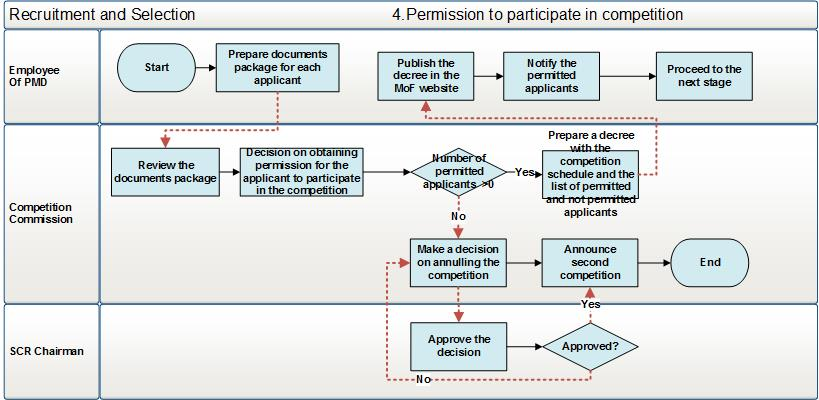 Recruitment and Selection
4.Permission to participate in competition
Employee
Of PMD
Start
Prepare documents
package for each
applicant
Publish the
decree in the
MoF website
Notify the
permitted
applicants
Proceed to the
next stage
Competition
Commission
Review the
documents package
Decision on obtaining
permission for the
applicant to participate
in the competition
Number of
permitted
applicants >0
Yes
Prepare a decree
with the
competition
schedule and the
list of permitted
and not permitted
applicants
No
Make a decision
on annulling the
competition
Announce
second
competition
End
Yes
SCR Chairman
Approve the
decision
Approved?
No